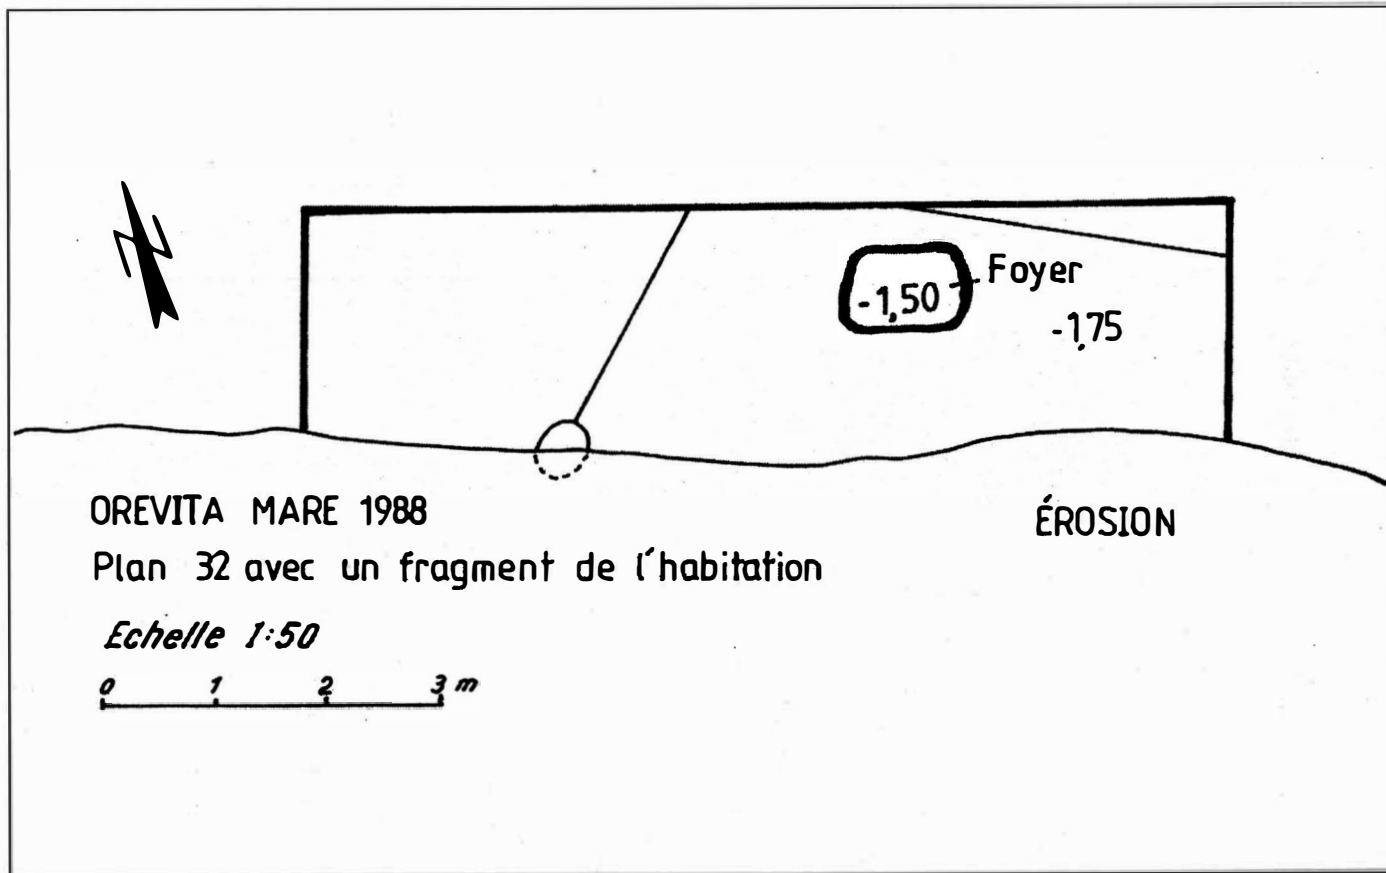 Foyer
-1,50
-1,75
OREVITA MARE 1988
ÉROSION
Plan 32 avec un fragment de l'habitation
Echelle 1:50
0 1 2 3 m